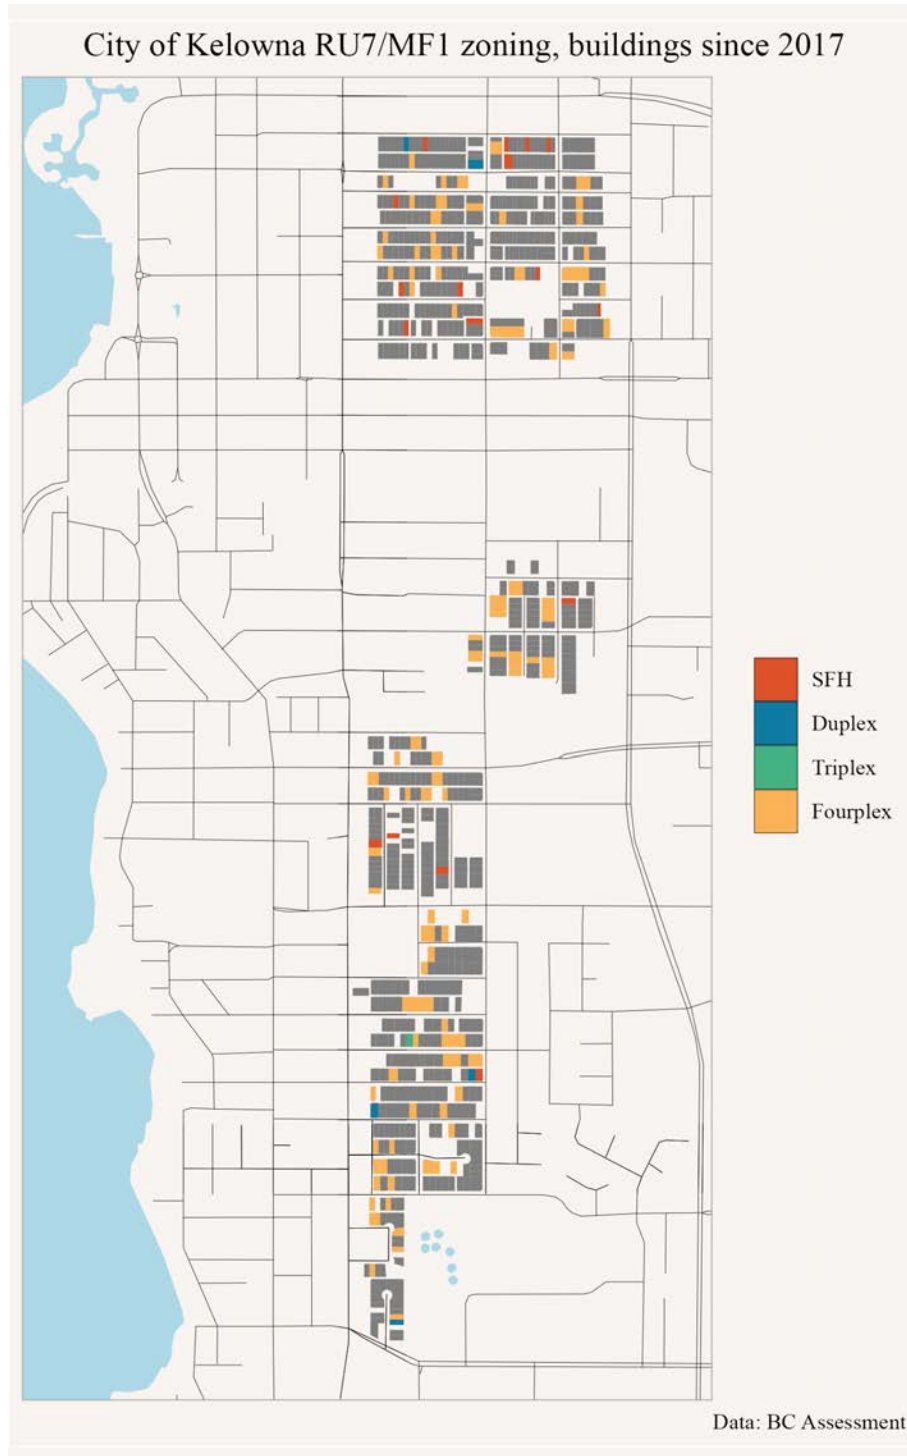 City of Kelowna RU7/MF1 zoning, buildings since 2017
SFH
Duplex
Triplex
Fourplex
Data: BC Assessment